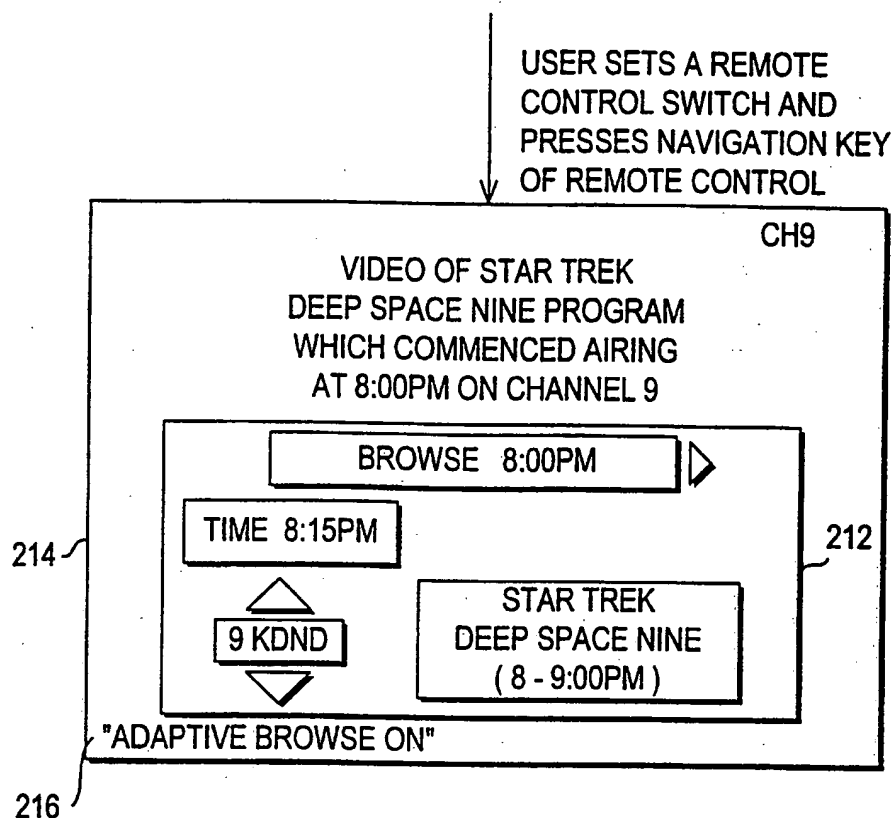 USER SETS A REMOTE
CONTROL SWITCH AND
PRESSES NAVIGATION KEY
OF REMOTE CONTROL
CH9
VIDEO OF STAR TREK
DEEP SPACE NINE PROGRAM
WHICH COMMENCED AIRING
AT 8:00PM ON CHANNEL 9
BROWSE 8:00PM
TIME 8:15PM
214
212
9 KDND
STAR TREK
DEEP SPACE NINE
( 8 - 9:00PM )
"ADAPTIVE BROWSE ON"
216